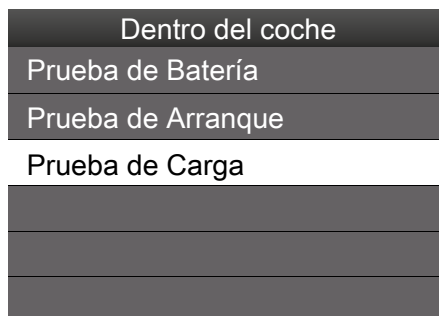 Dentro del coche
Prueba de Batería
Prueba de Arranque
Prueba de Carga